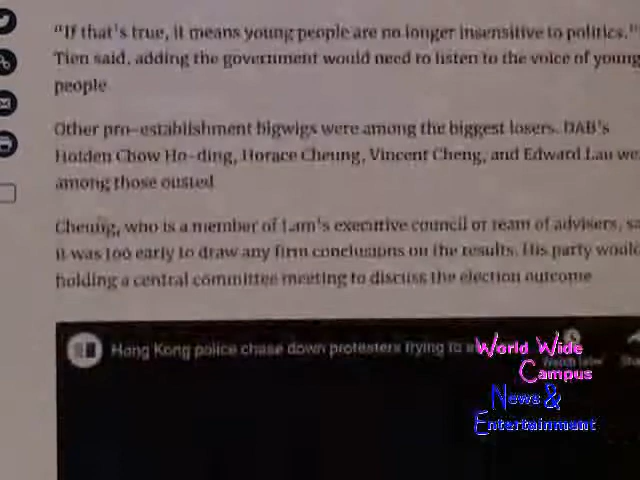 "If that's true, it means young people are no longer insensitive to politics."
Tien said, adding the government would need to listen to the voice of young
people
Other pro-establishment bigwigs were among the biggest losers. DAB's
Holden Chow Ho-ding, Horace Cheung, Vincent Cheng, and Edward Lau we
among those ousted
Cheung, who is a member of Lam's executive council or team of advisers, sa
it was too early to draw any firm conclusions on the results. His party would
holding a central committee meeting to discuss the election outcome
Hong Kong police chase down protesters trying to
Watch later
World Wide
Campus
News &
Entertainment